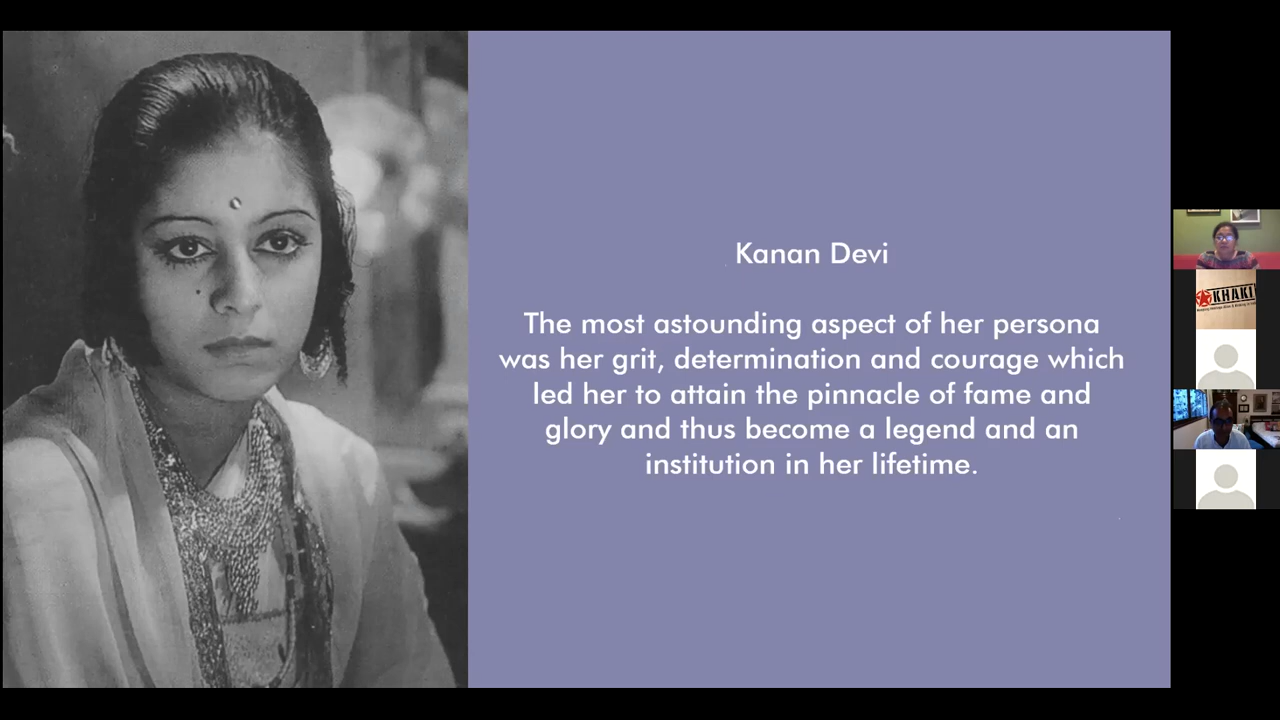 Kanan Devi
The most astounding aspect of her persona
was her grit, determination and courage which
led her to attain the pinnacle of fame and
glory and thus become a legend and an
institution in her lifetime.
KHAKI